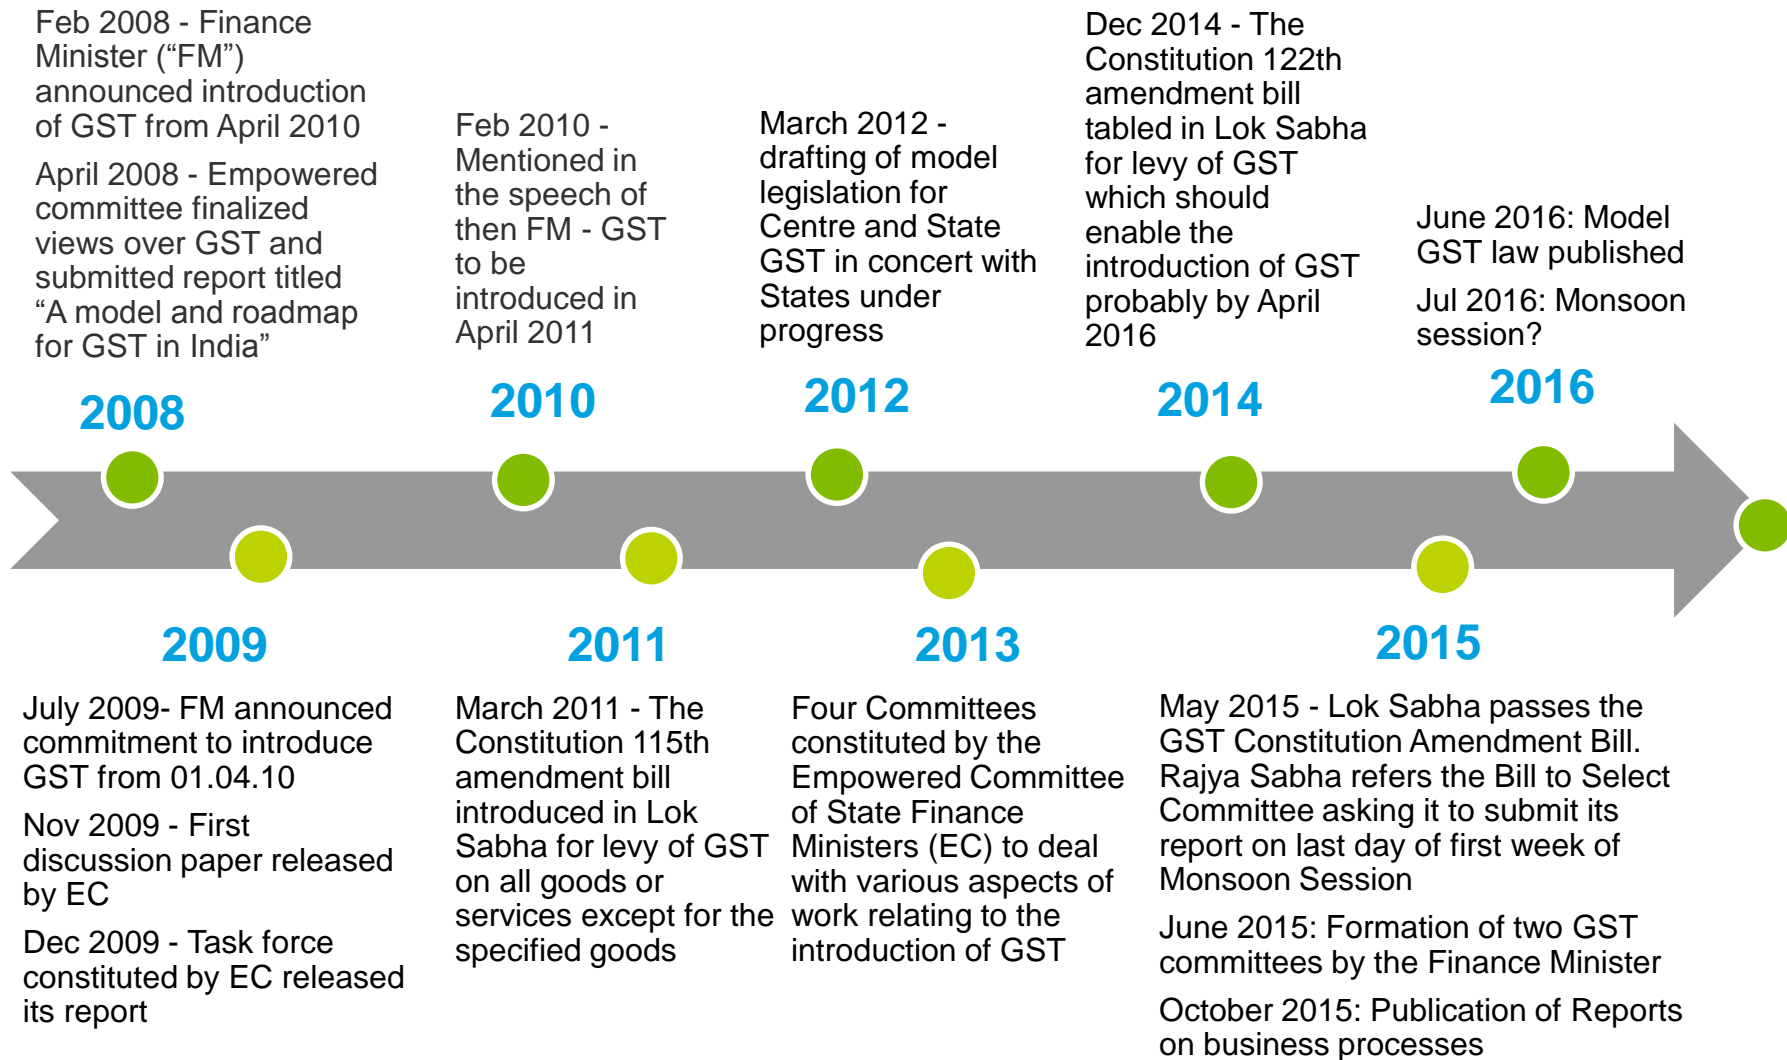 Feb 2008 - Finance
Minister (“FM”)
announced introduction
of GST from April 2010
April 2008 - Empowered
committee finalized
views over GST and
submitted report titled
“A model and roadmap
for GST in India”
2008
Feb 2010 -
Mentioned in
the speech of
then FM - GST
to be
introduced in
April 2011
2010
March 2012 -
drafting of model
legislation for
Centre and State
GST in concert with
States under
progress
2012
Dec 2014 - The
Constitution 122th
amendment bill
tabled in Lok Sabha
for levy of GST
which should
enable the
introduction of GST
probably by April
2016
2014
June 2016: Model
GST law published
Jul 2016: Monsoon
session?
2016
2009
July 2009- FM announced
commitment to introduce
GST from 01.04.10
Nov 2009 - First
discussion paper released
by EC
Dec 2009 - Task force
constituted by EC released
its report
2011
March 2011 - The
Constitution 115th
amendment bill
introduced in Lok
Sabha for levy of GST
on all goods or
services except for the
specified goods
2013
Four Committees
constituted by the
Empowered Committee
of State Finance
Ministers (EC) to deal
with various aspects of
work relating to the
introduction of GST
2015
May 2015 - Lok Sabha passes the
GST Constitution Amendment Bill.
Rajya Sabha refers the Bill to Select
Committee asking it to submit its
report on last day of first week of
Monsoon Session
June 2015: Formation of two GST
committees by the Finance Minister
October 2015: Publication of Reports
on business processes